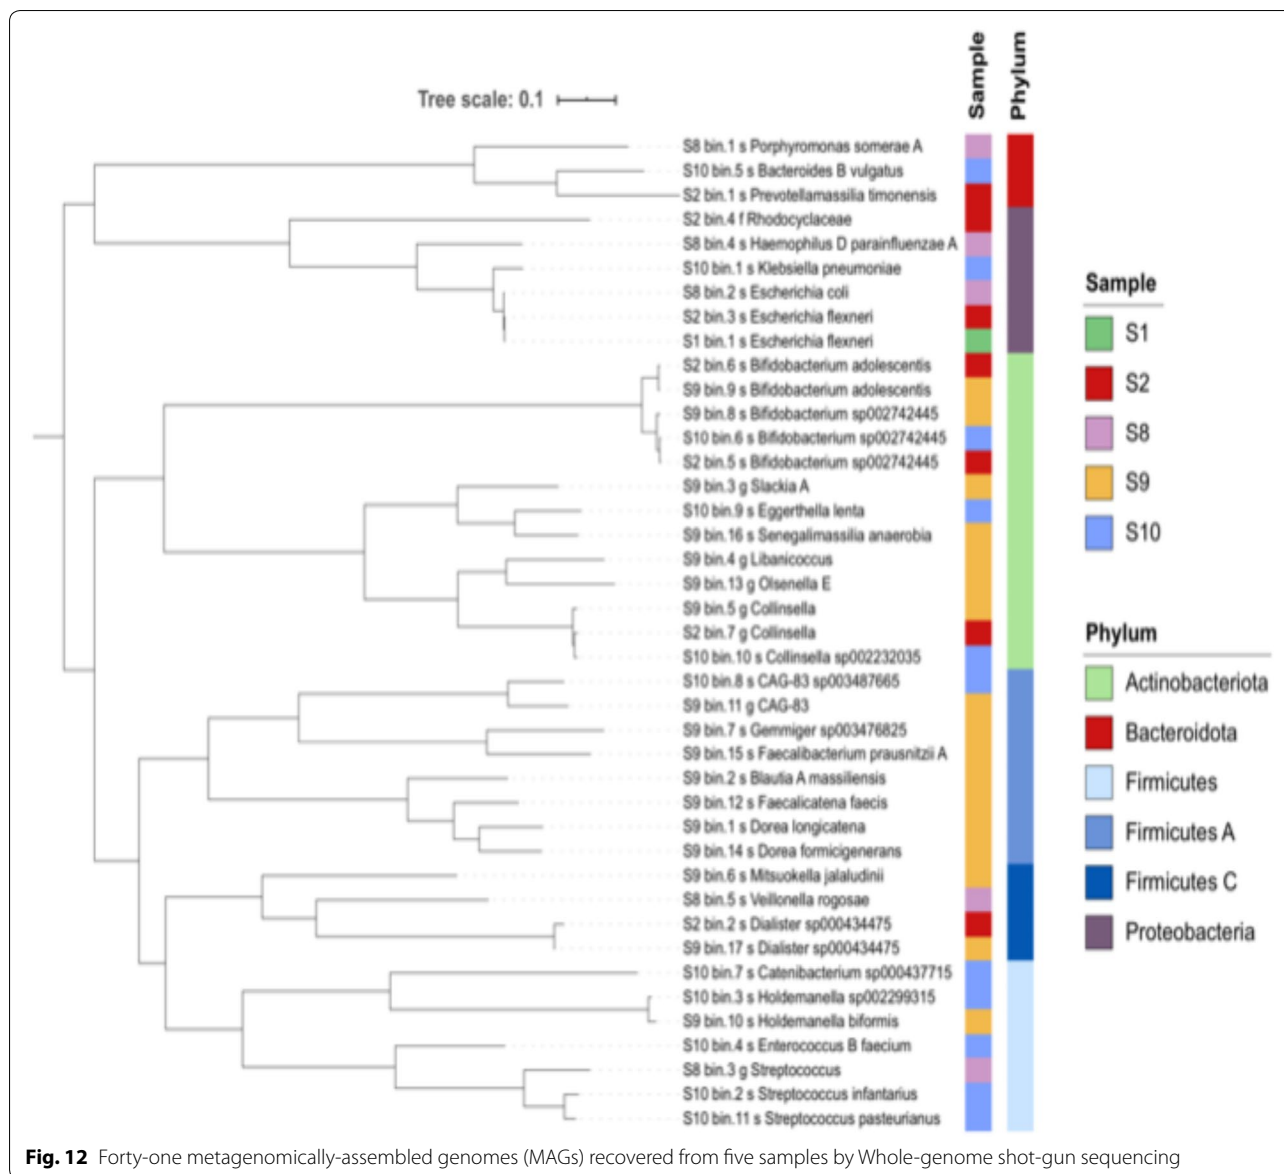 Sample
Phylum
Tree scale: 0.1
S8 bin.1 s Porphyromonas somerae A
S10 bin.5 s Bacteroides B vulgatus
S2 bin.1 s Prevotellamassilia timonensis
S2 bin.4 f Rhodocyclaceae
S8 bin.4 s Haemophilus D parainfluenzae A
S10 bin.1 s Klebsiella pneumoniae
S8 bin.2 s Escherichia coli
S2 bin.3 s Escherichia flexneri
S1 bin.1 s Escherichia flexneri
S2 bin.6 s Bifidobacterium adolescentis
S9 bin.9 s Bifidobacterium adolescentis
S9 bin.8 s Bifidobacterium sp002742445
S10 bin.6 s Bifidobacterium sp002742445
S2 bin.5 s Bifidobacterium sp002742445
S9 bin.3 g Slackia A
S10 bin.9 s Eggerthella lenta
S9 bin.16 s Senegalimassilia anaerobia
S9 bin.4 g Libanicoccus
S9 bin.13 g Olsenella E
S9 bin.5 g Collinsella
S2 bin.7 g Collinsella
S10 bin.10 s Collinsella sp002232035
S10 bin.8 s CAG-83 sp003487665
S9 bin.11 g CAG-83
S9 bin.7 s Gemmiger sp003476825
S9 bin.15 s Faecalibacterium prausnitzii A
S9 bin.2 s Blautia A massiliensis
S9 bin.12 s Faecalicatena faecis
S9 bin.1 s Dorea longicatena
S9 bin.14 s Dorea formicigenerans
S9 bin.6 s Mitsuokella jalaludinii
S8 bin.5 s Veillonella rogosae
S2 bin.2 s Dialister sp000434475
S9 bin.17 s Dialister sp000434475
S10 bin.7 s Catenibacterium sp000437715
S10 bin.3 s Holdemanella sp002299315
S9 bin.10 s Holdemanella biformis
S10 bin.4 s Enterococcus B faecium
S8 bin.3 g Streptococcus
S10 bin.2 s Streptococcus infantarius
S10 bin.11 s Streptococcus pasteurianus
Sample
S1
S2
S8
S9
S10
Phylum
Actinobacteriota
Bacteroidota
Firmicutes
Firmicutes A
Firmicutes C
Proteobacteria
Fig. 12 Forty-one metagenomically-assembled genomes (MAGs) recovered from five samples by Whole-genome shot-gun sequencing